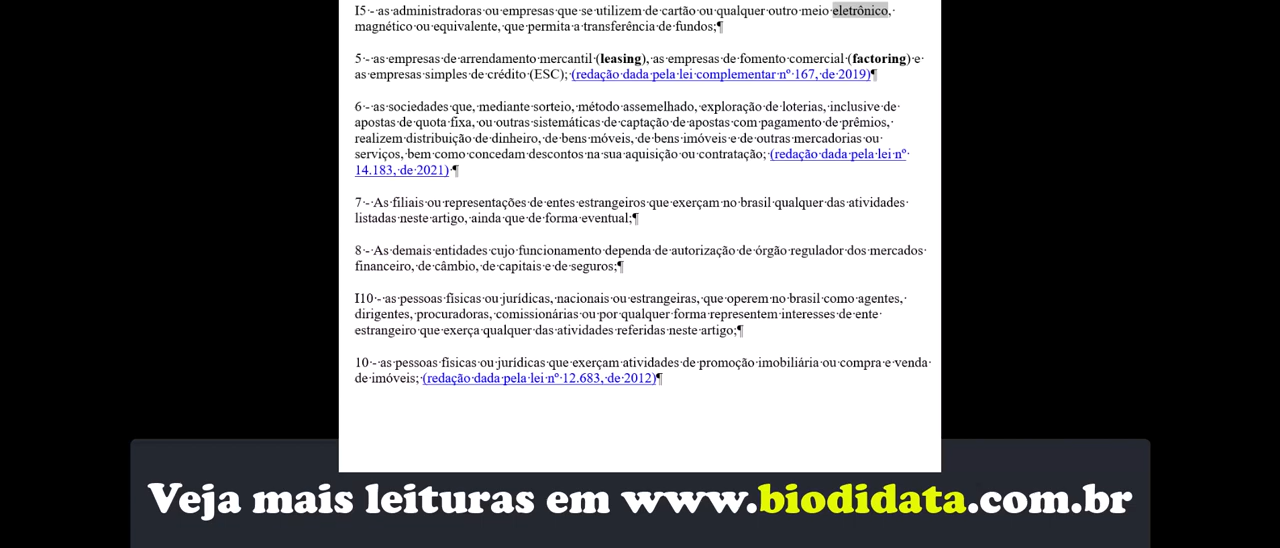 I5 - as administradoras ou empresas que se utilizem de cartão ou qualquer outro meio eletrônico,
magnético ou equivalente, que permita a transferência de fundos;¶
5 - as empresas de arrendamento mercantil (leasing), as empresas de fomento comercial (factoring) e
as empresas simples de crédito (ESC); (redação dada pela lei complementar nº 167, de 2019)¶
6 - as sociedades que, mediante sorteio, método assemelhado, exploração de loterias, inclusive de
apostas de quota fixa, ou outras sistemáticas de captação de apostas com pagamento de prêmios,
realizem distribuição de dinheiro, de bens móveis, de bens imóveis e de outras mercadorias ou
serviços, bem como concedam descontos na sua aquisição ou contratação; (redação dada pela lei nº
14.183, de 2021) ¶
7 - As filiais ou representações de entes estrangeiros que exerçam no brasil qualquer das atividades
listadas neste artigo, ainda que de forma eventual;¶
8 - As demais entidades cujo funcionamento dependa de autorização de órgão regulador dos mercados
financeiro, de câmbio, de capitais e de seguros;¶
I10 - as pessoas físicas ou jurídicas, nacionais ou estrangeiras, que operem no brasil como agentes,
dirigentes, procuradoras, comissionárias ou por qualquer forma representem interesses de ente
estrangeiro que exerça qualquer das atividades referidas neste artigo;¶
10 - as pessoas físicas ou jurídicas que exerçam atividades de promoção imobiliária ou compra e venda
de imóveis; (redação dada pela lei nº 12.683, de 2012)¶
Veja mais leituras em www.biodidata.com.br